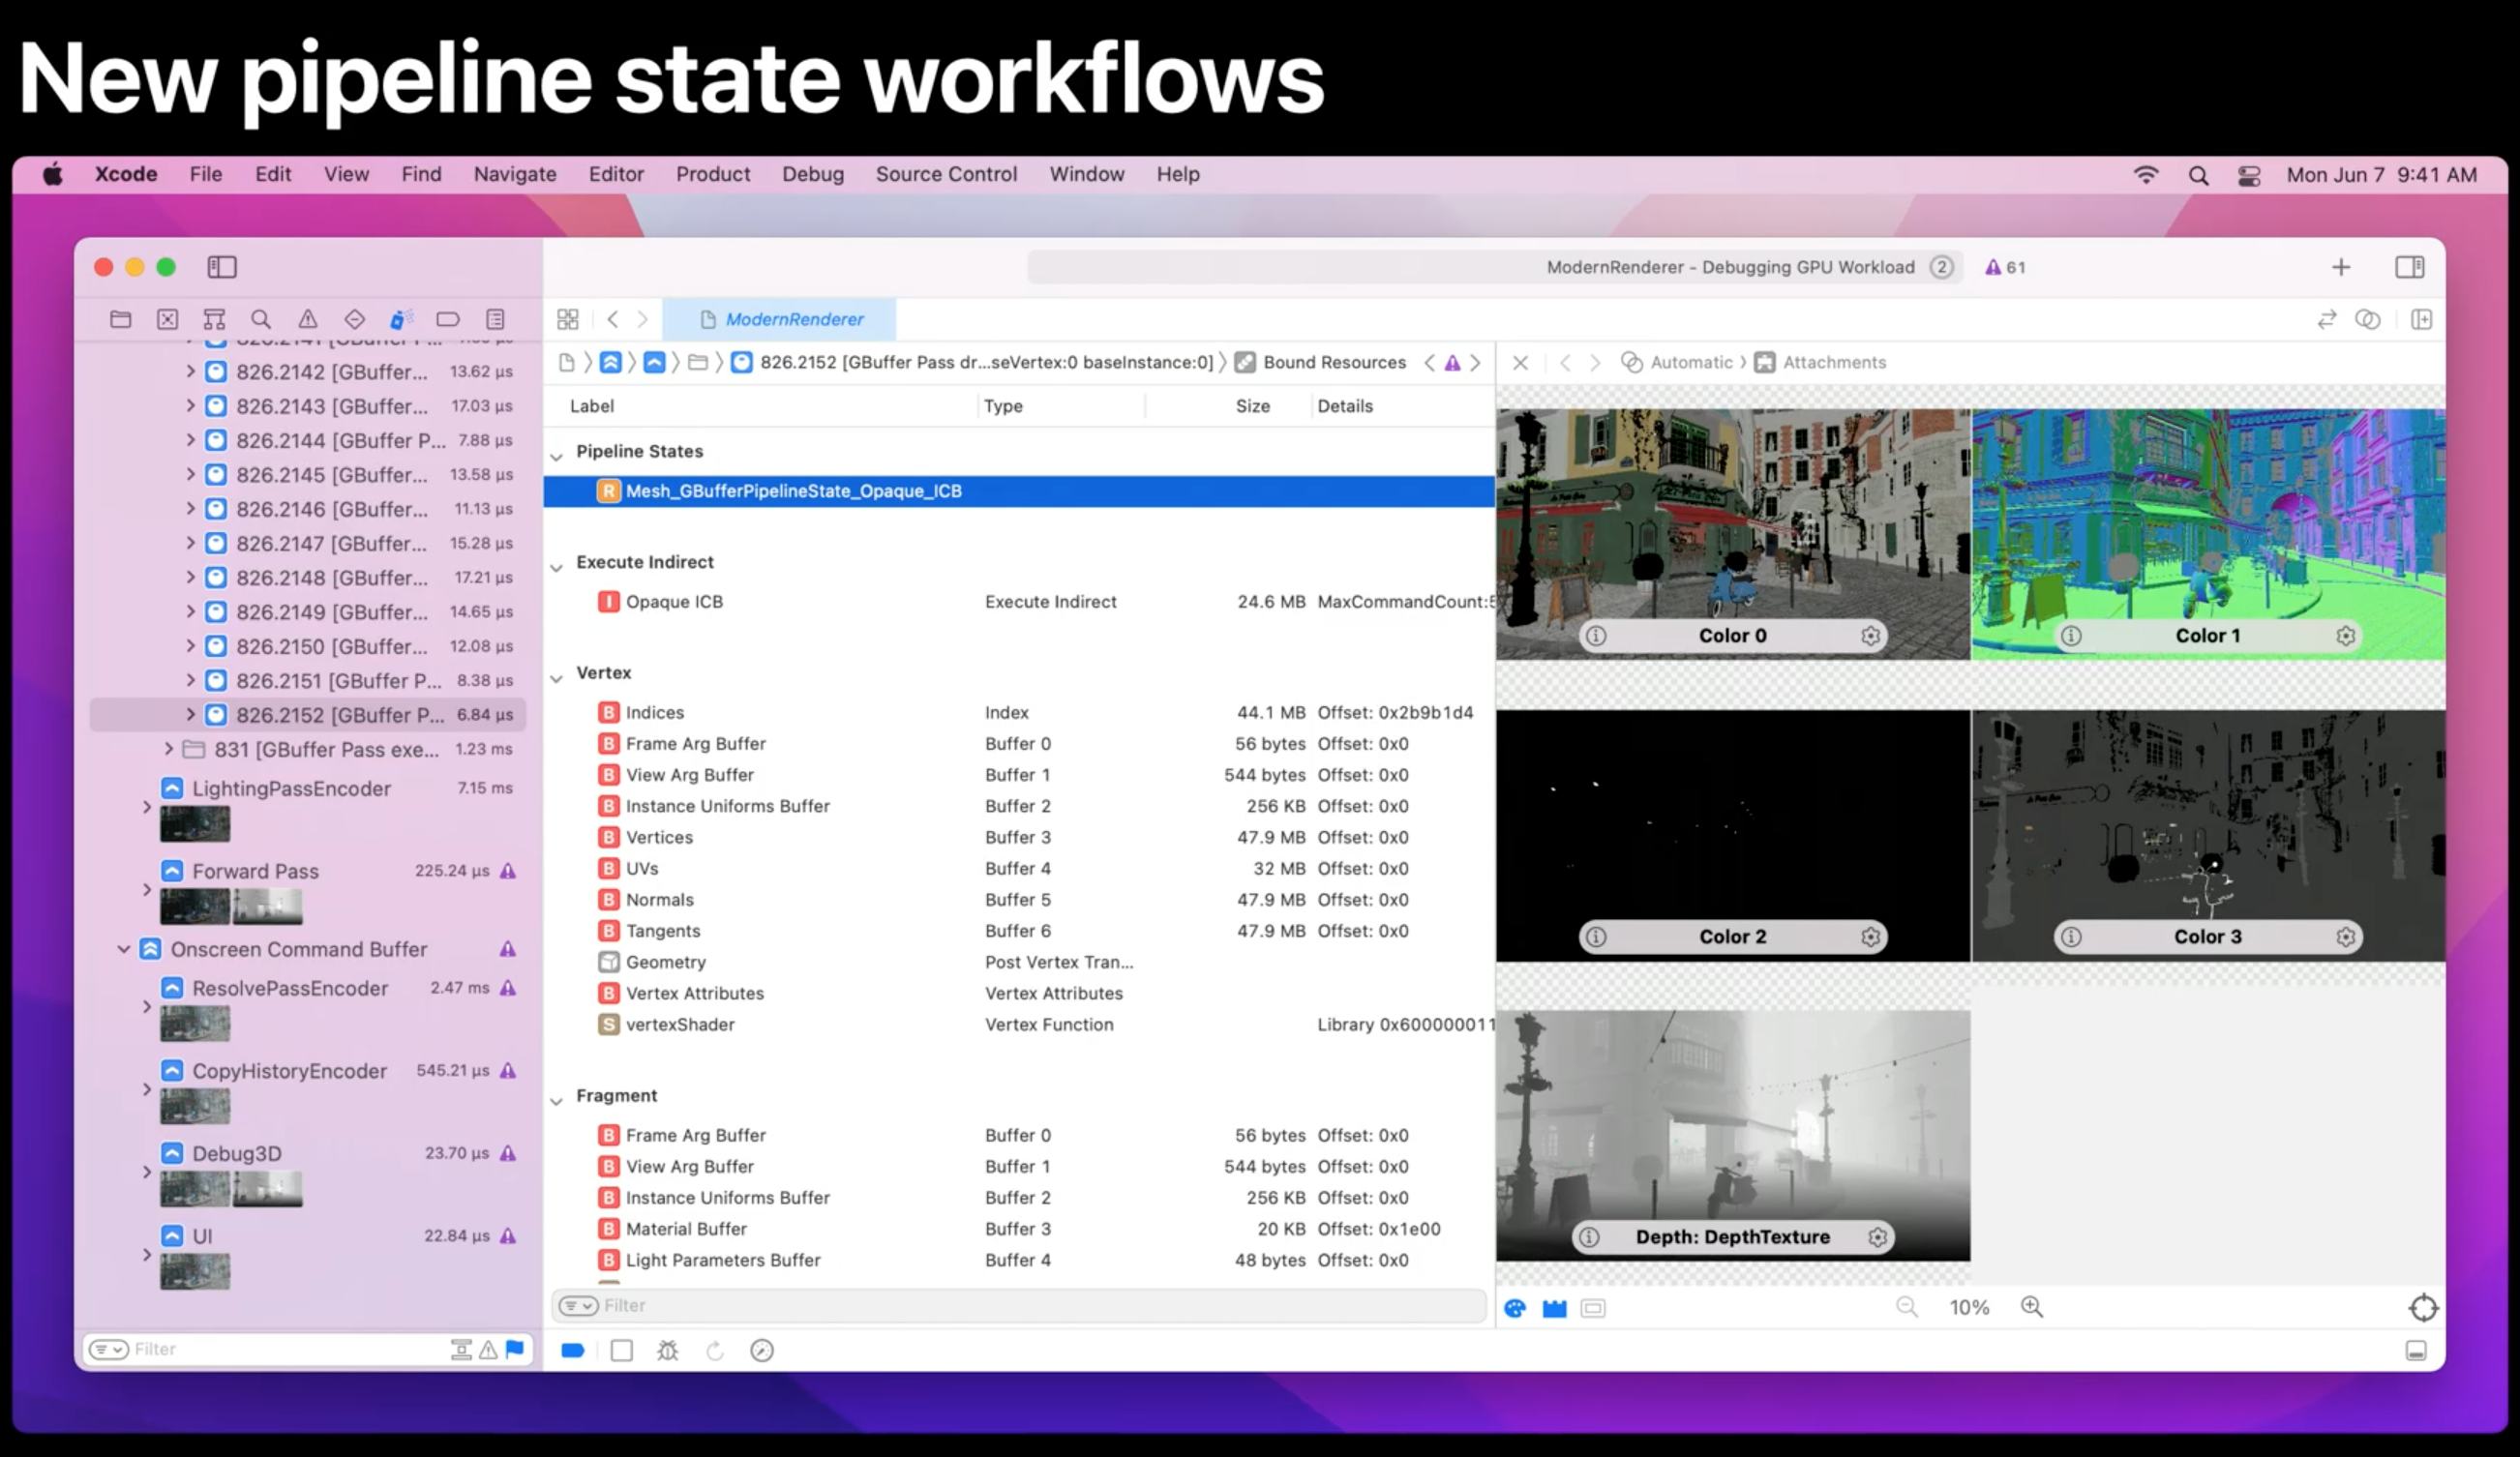 New pipeline state workflows
Xcode File Edit View Find Navigate Editor Product Debug Source Control Window Help Mon Jun 7 9:41 AM
ModernRenderer - Debugging GPU Workload 2 61
ModernRenderer
826.2142 [GBuffer... 13.62 µs
826.2143 [GBuffer... 17.03 µs
826.2144 [GBuffer P... 7.88 µs
826.2145 [GBuffer... 13.58 µs
826.2146 [GBuffer... 11.13 µs
826.2147 [GBuffer... 15.28 µs
826.2148 [GBuffer... 17.21 µs
826.2149 [GBuffer... 14.65 µs
826.2150 [GBuffer... 12.08 µs
826.2151 [GBuffer P... 8.38 µs
826.2152 [GBuffer P... 6.84 µs
831 [GBuffer Pass exe... 1.23 ms
LightingPassEncoder 7.15 ms
Forward Pass 225.24 µs
Onscreen Command Buffer
ResolvePassEncoder 2.47 ms
CopyHistoryEncoder 545.21 µs
Debug3D 23.70 µs
UI 22.84 µs
Filter
826.2152 [GBuffer Pass dr...seVertex:0 baseInstance:0] Bound Resources
Label Type Size Details
Pipeline States
R Mesh_GBufferPipelineState_Opaque_ICB
Execute Indirect
I Opaque ICB Execute Indirect 24.6 MB MaxCommandCount:5
Vertex
B Indices Index 44.1 MB Offset: 0x2b9b1d4
B Frame Arg Buffer Buffer 0 56 bytes Offset: 0x0
B View Arg Buffer Buffer 1 544 bytes Offset: 0x0
B Instance Uniforms Buffer Buffer 2 256 KB Offset: 0x0
B Vertices Buffer 3 47.9 MB Offset: 0x0
B UVs Buffer 4 32 MB Offset: 0x0
B Normals Buffer 5 47.9 MB Offset: 0x0
B Tangents Buffer 6 47.9 MB Offset: 0x0
Geometry Post Vertex Tran...
B Vertex Attributes Vertex Attributes
S vertexShader Vertex Function Library 0x600000011
Fragment
B Frame Arg Buffer Buffer 0 56 bytes Offset: 0x0
B View Arg Buffer Buffer 1 544 bytes Offset: 0x0
B Instance Uniforms Buffer Buffer 2 256 KB Offset: 0x0
B Material Buffer Buffer 3 20 KB Offset: 0x1e00
B Light Parameters Buffer Buffer 4 48 bytes Offset: 0x0
Filter
Automatic Attachments
Color 0
Color 1
Color 2
Color 3
Depth: DepthTexture
10%